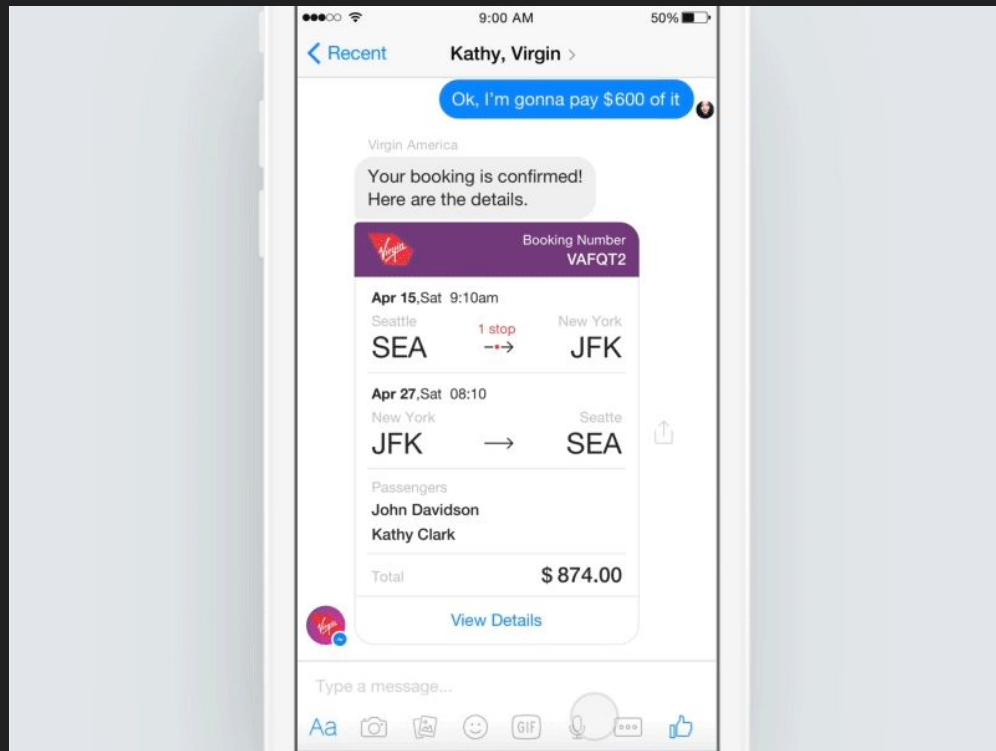 9:00 AM
50%
Recent
Kathy, Virgin >
Ok, I'm gonna pay $600 of it
Virgin America
Your booking is confirmed!
Here are the details.
Virgin
Booking Number
VAFQT2
Apr 15,Sat 9:10am
Seattle
1 stop
New York
SEA
JFK
Apr 27,Sat 08:10
New York
Seatte
JFK
SEA
Passengers
John Davidson
Kathy Clark
Total
$ 874.00
View Details
Virgin
Type a message...
Aa
GIF